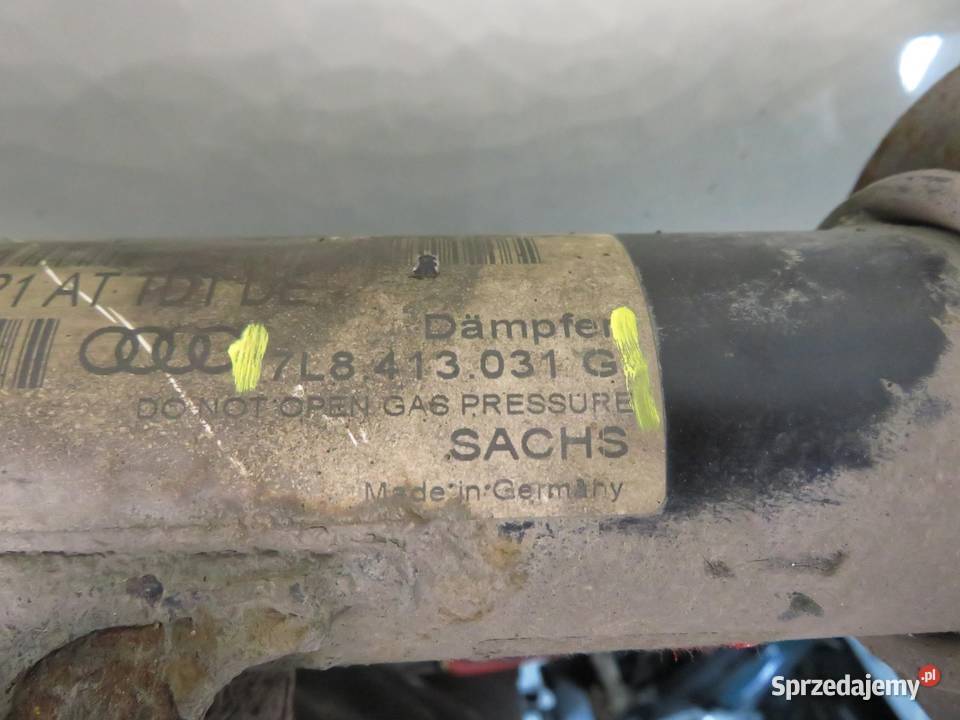 Dämpfer
7L8 413.031 G
DO NOT OPEN GAS PRESSURE
SACHS
Made in Germany
Sprzedajemy.pl